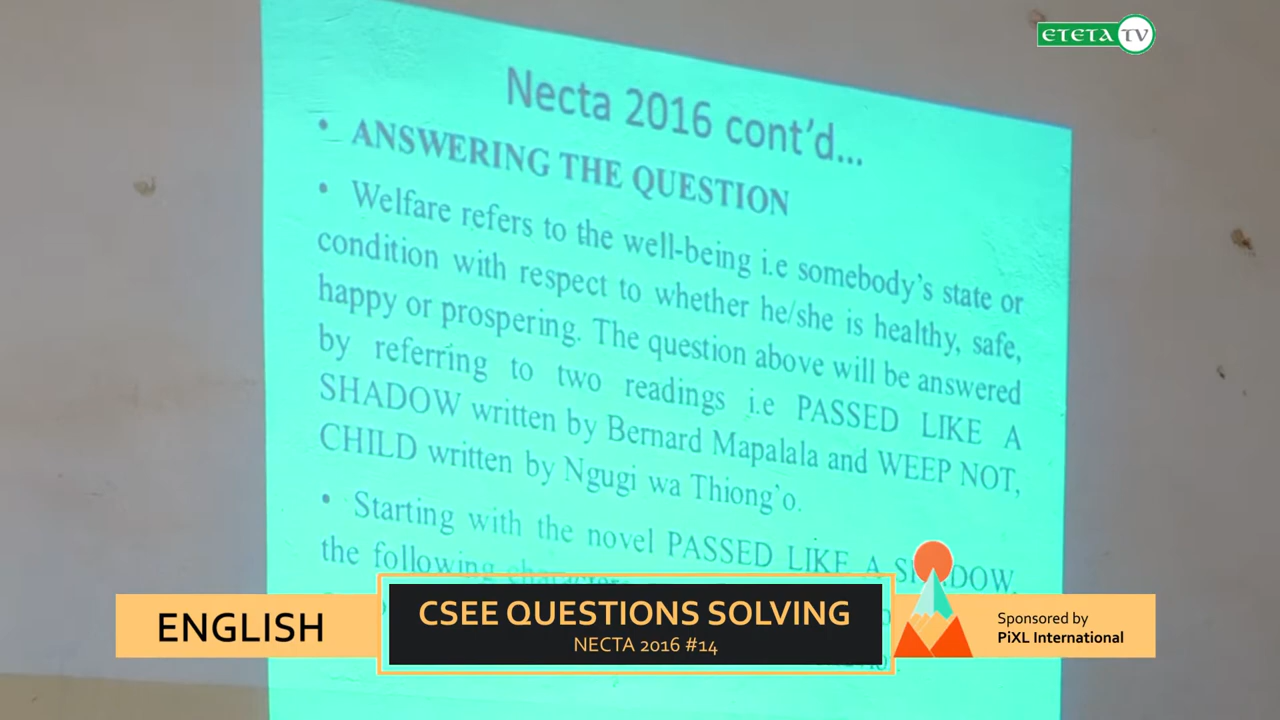 ETETA TV
Necta 2016 cont'd...
• ANSWERING THE QUESTION
• Welfare refers to the well-being i.e somebody's state or
condition with respect to whether he/she is healthy, safe,
happy or prospering. The question above will be answered
by referring to two readings i.e PASSED LIKE A
SHADOW written by Bernard Mapalala and WEEP NOT,
CHILD written by Ngugi wa Thiong'o.
• Starting with the novel PASSED LIKE A SHADOW,
the following
ENGLISH
CSEE QUESTIONS SOLVING
NECTA 2016 #14
Sponsored by
PiXL International